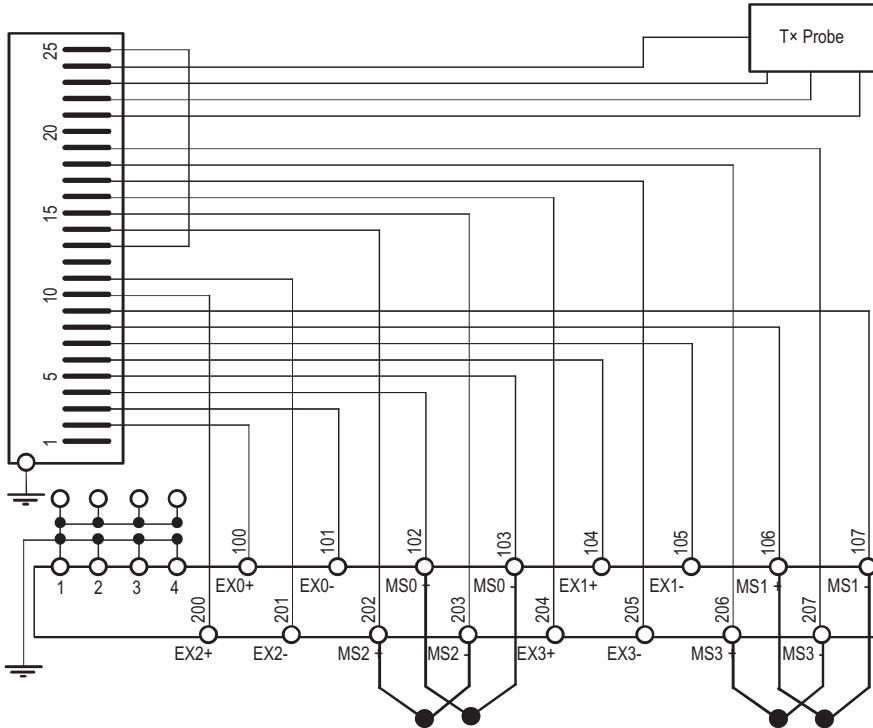 T× Probe
25
20
15
10
5
1
100 101 102 103 104 105 106 107
1 2 3 4 EX0+ EX0- MS0 + MS0 - EX1+ EX1- MS1 + MS1 -
200 201 202 203 204 205 206 207
EX2+ EX2- MS2 + MS2 - EX3+ EX3- MS3 + MS3 -